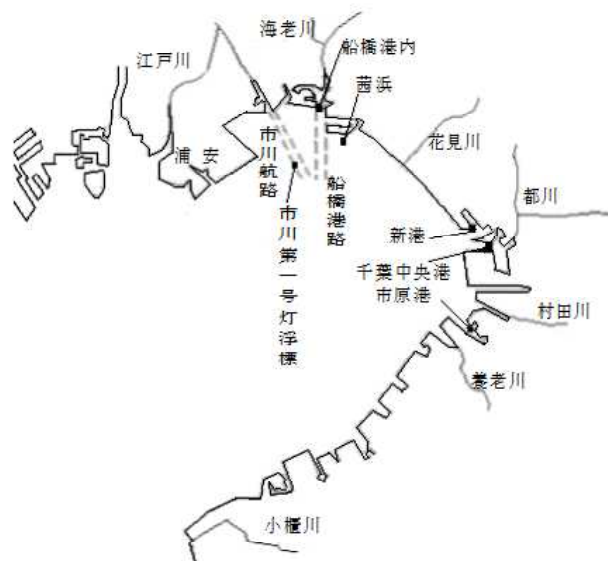 海老川
船橋港内
江戸川
茜浜
花見川
浦安
市川航路
船橋港路
都川
市川第一号灯浮標
新港
千葉中央港
市原港
村田川
養老川
小櫃川